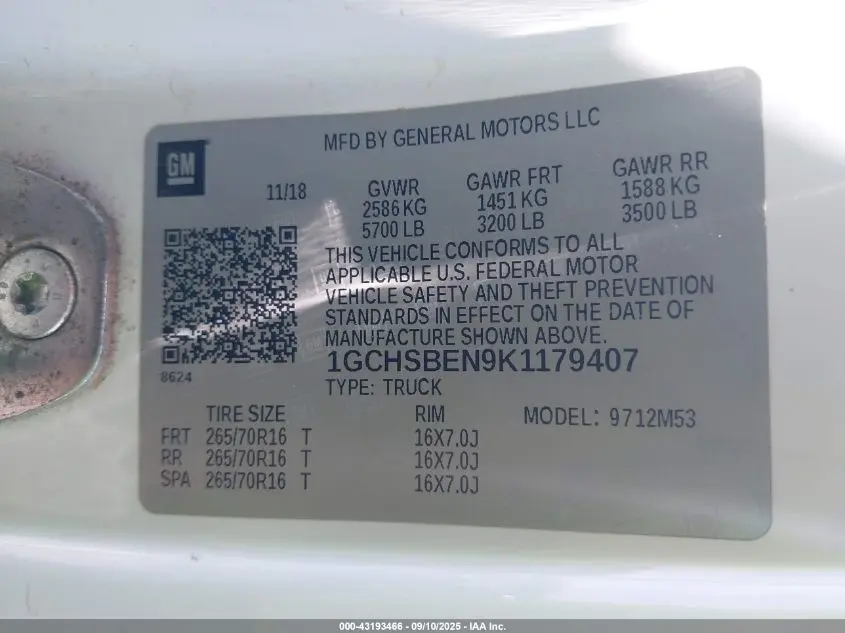 MFD BY GENERAL MOTORS LLC
GM
11/18
GVWR
2586 KG
5700 LB
GAWR FRT
1451 KG
3200 LB
GAWR RR
1588 KG
3500 LB
THIS VEHICLE CONFORMS TO ALL
APPLICABLE U.S. FEDERAL MOTOR
VEHICLE SAFETY AND THEFT PREVENTION
STANDARDS IN EFFECT ON THE DATE OF
MANUFACTURE SHOWN ABOVE.
1GCHSBEN9K1179407
8624
TYPE: TRUCK
TIRE SIZE RIM MODEL: 9712M53
FRT 265/70R16 T 16X7.0J
RR 265/70R16 T 16X7.0J
SPA 265/70R16 T 16X7.0J
000-43193466 - 09/10/2025 - IAA Inc.